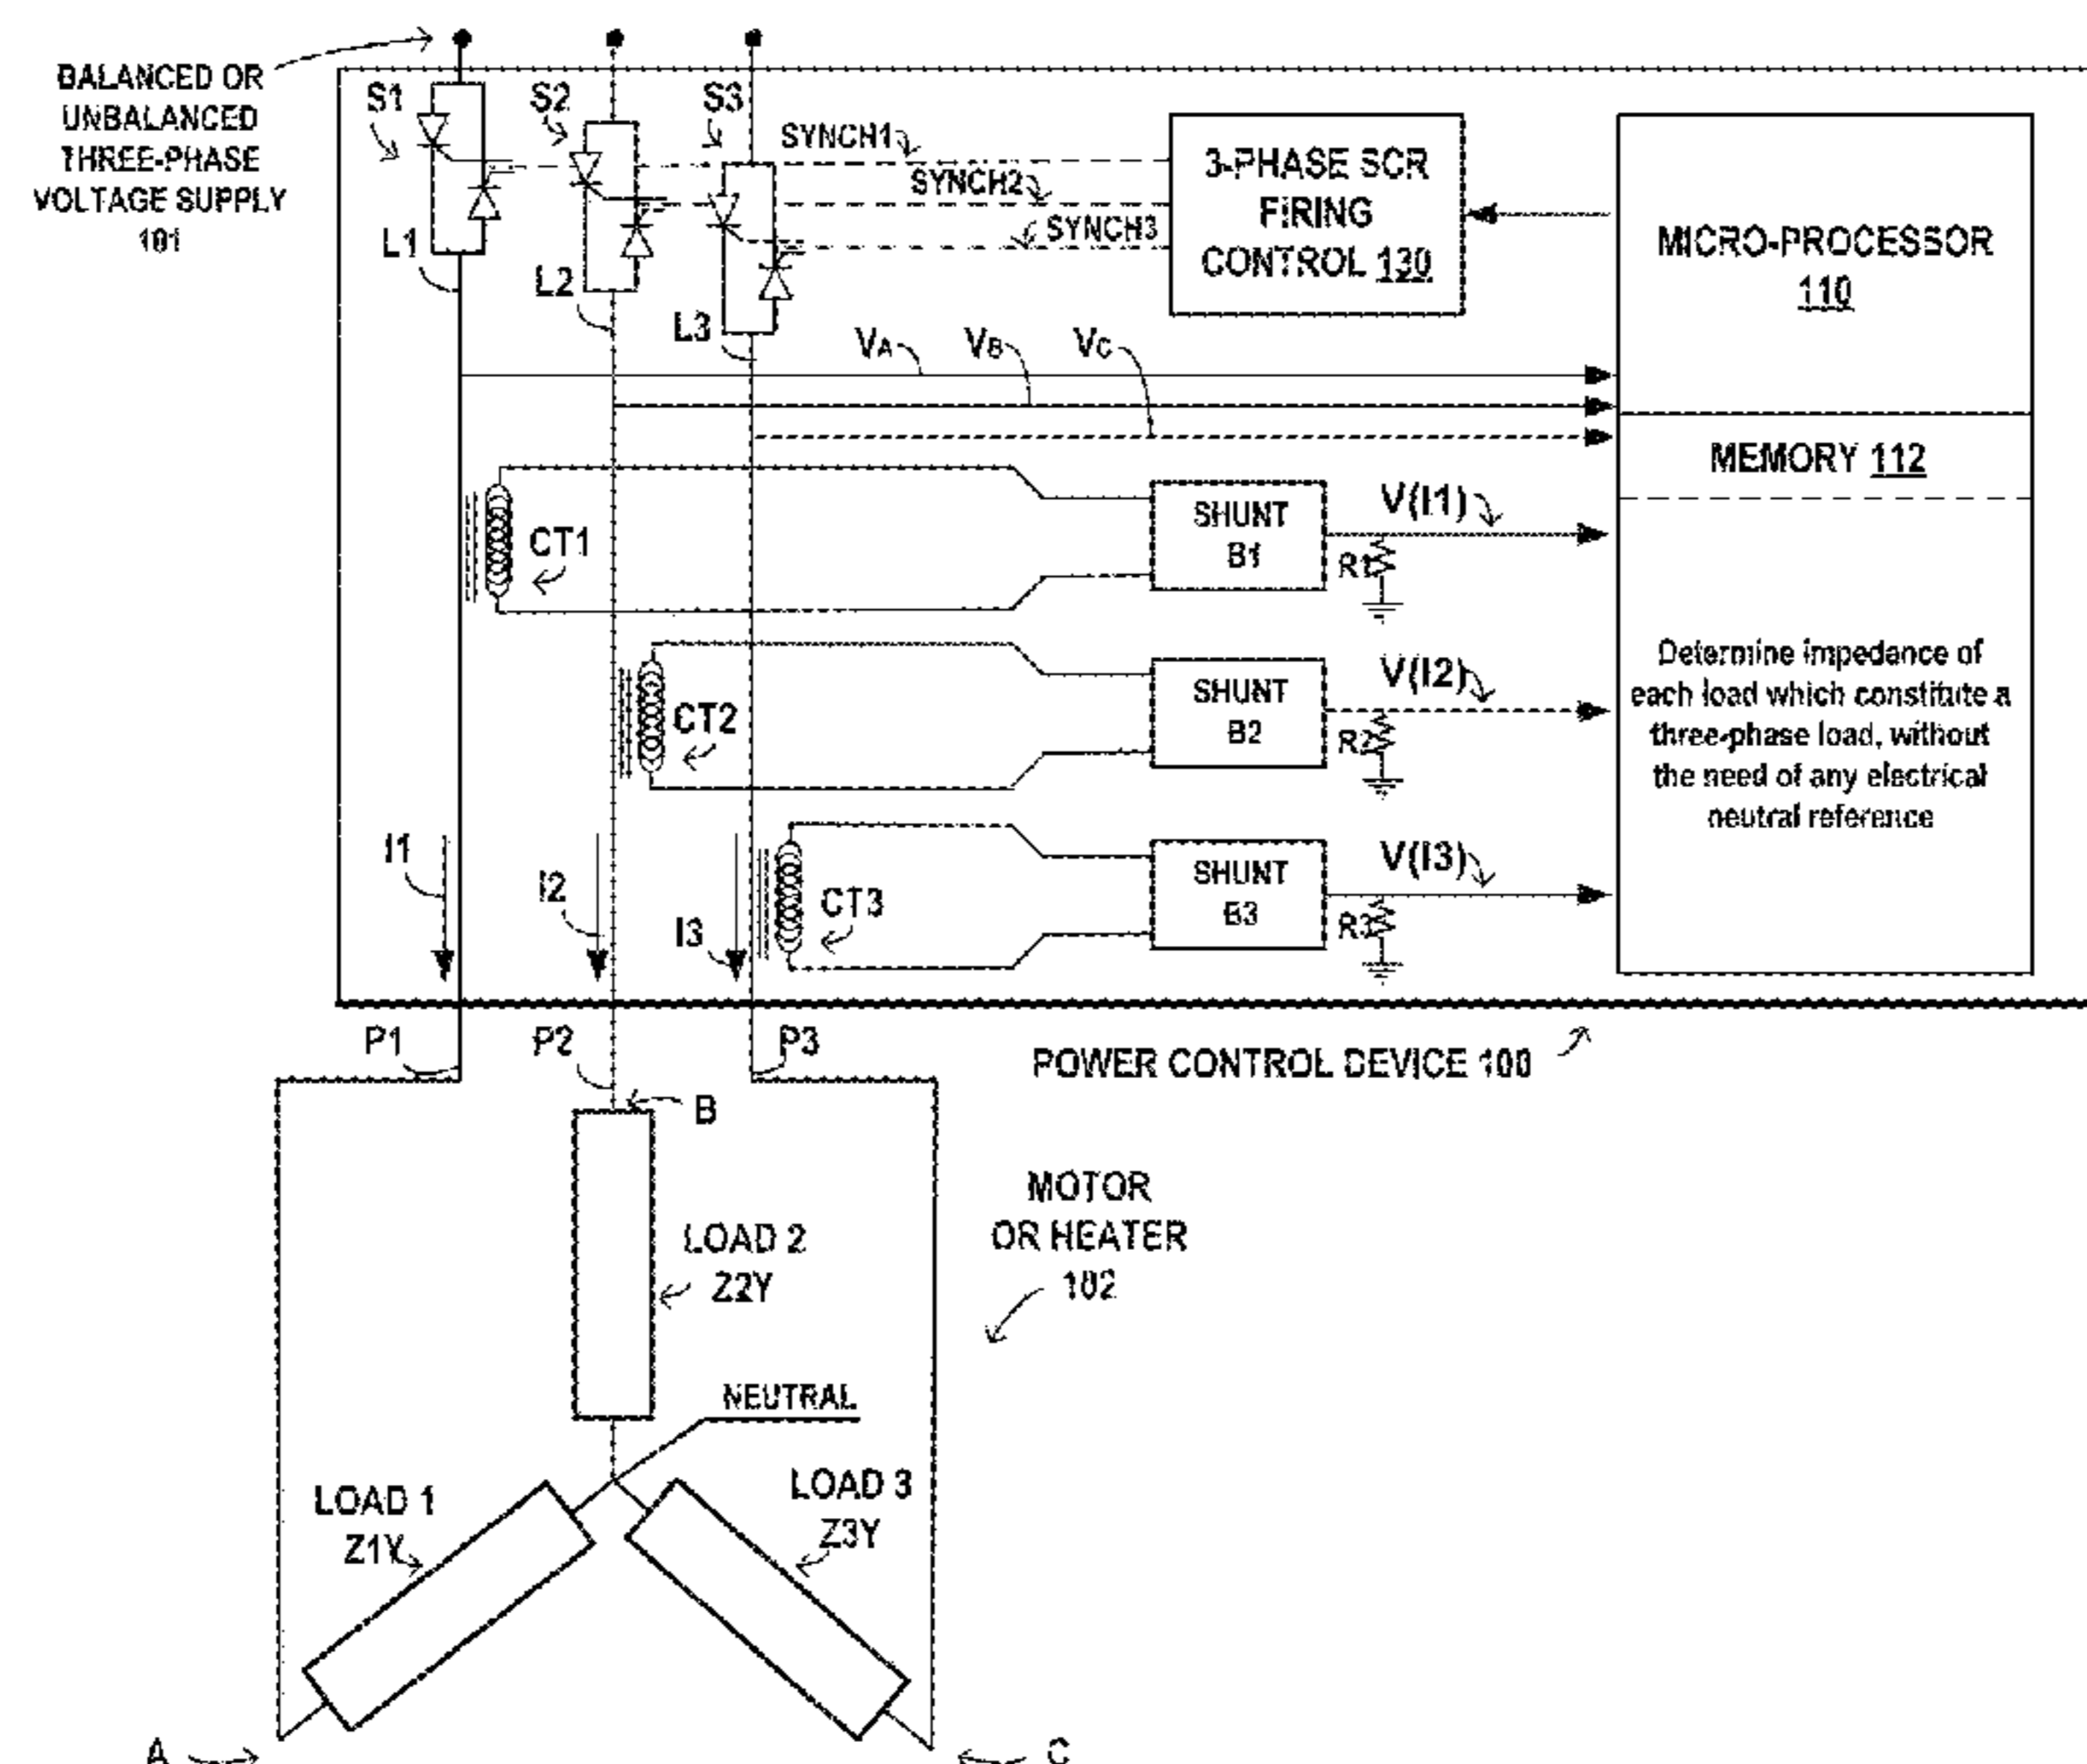 BALANCED OR
UNBALANCED
THREE-PHASE
VOLTAGE SUPPLY
101
S1
S2
S3
SYNCH1
SYNCH2
SYNCH3
3-PHASE SCR
FIRING
CONTROL 130
MICRO-PROCESSOR
110
L1
L2
L3
VA
VB
VC
MEMORY 112
CT1
SHUNT
B1
V(I1)
R1
CT2
SHUNT
B2
V(I2)
R2
Determine impedance of
each load which constitute a
three-phase load, without
the need of any electrical
neutral reference
I1
I2
I3
CT3
SHUNT
B3
V(I3)
R3
P1
P2
P3
POWER CONTROL DEVICE 100
B
MOTOR
OR HEATER
102
LOAD 2
Z2Y
NEUTRAL
LOAD 1
Z1Y
LOAD 3
Z3Y
A
C